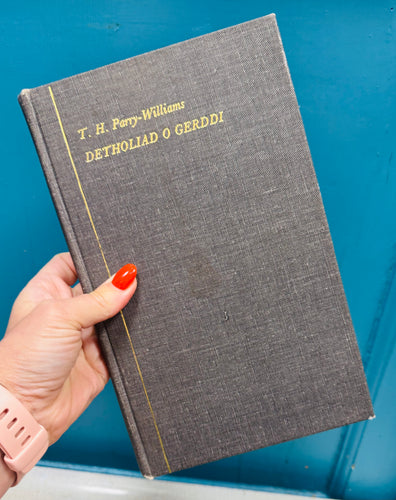 T. H. Parry-Williams
DETHOLIAD O GERDDI